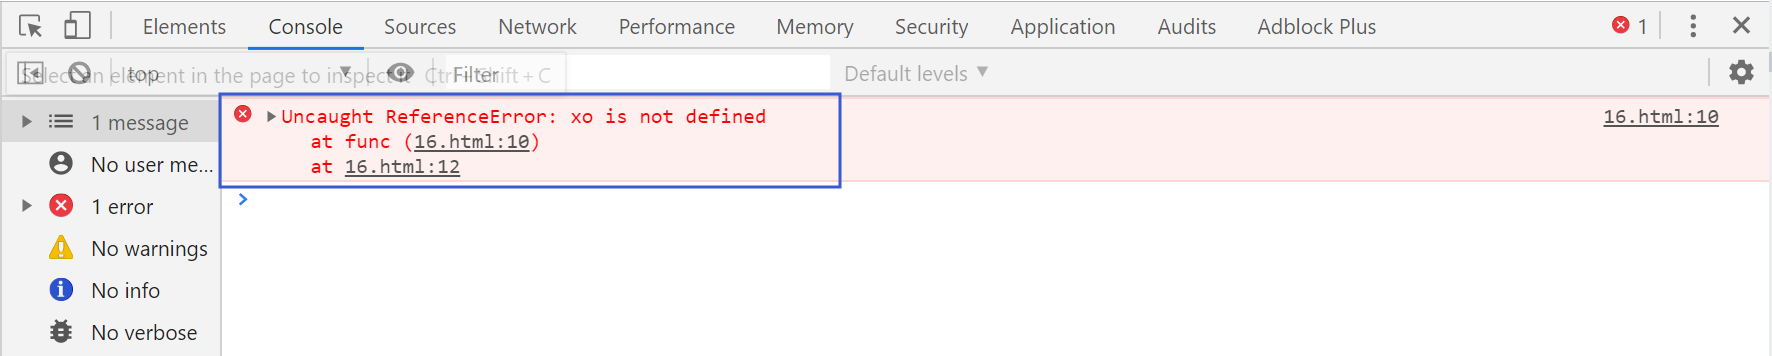 Elements Console Sources Network Performance Memory Security Application Audits Adblock Plus 1
Select an element in the page to inspect it Ctrl + Shift + C
top Filter Default levels
1 message
No user me...
1 error
No warnings
No info
No verbose
Uncaught ReferenceError: xo is not defined 16.html:10
at func (16.html:10)
at 16.html:12